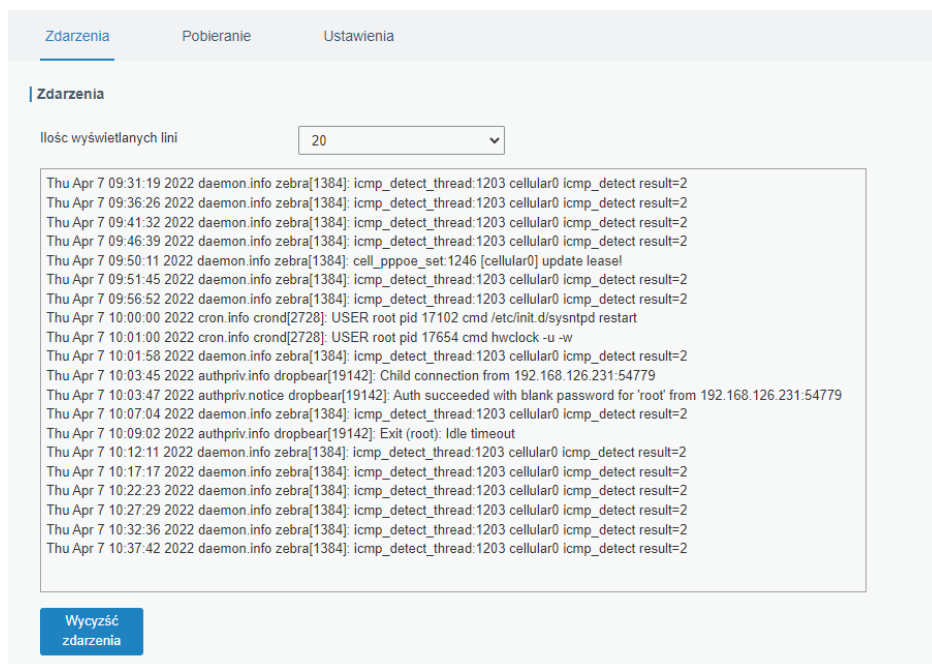 Zdarzenia Pobieranie Ustawienia
Zdarzenia
Ilośc wyświetlanych lini 20
Thu Apr 7 09:31:19 2022 daemon.info zebra[1384]: icmp_detect_thread:1203 cellular0 icmp_detect result=2
Thu Apr 7 09:36:26 2022 daemon.info zebra[1384]: icmp_detect_thread:1203 cellular0 icmp_detect result=2
Thu Apr 7 09:41:32 2022 daemon.info zebra[1384]: icmp_detect_thread:1203 cellular0 icmp_detect result=2
Thu Apr 7 09:46:39 2022 daemon.info zebra[1384]: icmp_detect_thread:1203 cellular0 icmp_detect result=2
Thu Apr 7 09:50:11 2022 daemon.info zebra[1384]: cell_pppoe_set:1246 [cellular0] update lease!
Thu Apr 7 09:51:45 2022 daemon.info zebra[1384]: icmp_detect_thread:1203 cellular0 icmp_detect result=2
Thu Apr 7 09:56:52 2022 daemon.info zebra[1384]: icmp_detect_thread:1203 cellular0 icmp_detect result=2
Thu Apr 7 10:00:00 2022 cron.info crond[2728]: USER root pid 17102 cmd /etc/init.d/sysntpd restart
Thu Apr 7 10:01:00 2022 cron.info crond[2728]: USER root pid 17654 cmd hwclock -u -w
Thu Apr 7 10:01:58 2022 daemon.info zebra[1384]: icmp_detect_thread:1203 cellular0 icmp_detect result=2
Thu Apr 7 10:03:45 2022 authpriv.info dropbear[19142]: Child connection from 192.168.126.231:54779
Thu Apr 7 10:03:47 2022 authpriv.notice dropbear[19142]: Auth succeeded with blank password for 'root' from 192.168.126.231:54779
Thu Apr 7 10:07:04 2022 daemon.info zebra[1384]: icmp_detect_thread:1203 cellular0 icmp_detect result=2
Thu Apr 7 10:09:02 2022 authpriv.info dropbear[19142]: Exit (root): Idle timeout
Thu Apr 7 10:12:11 2022 daemon.info zebra[1384]: icmp_detect_thread:1203 cellular0 icmp_detect result=2
Thu Apr 7 10:17:17 2022 daemon.info zebra[1384]: icmp_detect_thread:1203 cellular0 icmp_detect result=2
Thu Apr 7 10:22:23 2022 daemon.info zebra[1384]: icmp_detect_thread:1203 cellular0 icmp_detect result=2
Thu Apr 7 10:27:29 2022 daemon.info zebra[1384]: icmp_detect_thread:1203 cellular0 icmp_detect result=2
Thu Apr 7 10:32:36 2022 daemon.info zebra[1384]: icmp_detect_thread:1203 cellular0 icmp_detect result=2
Thu Apr 7 10:37:42 2022 daemon.info zebra[1384]: icmp_detect_thread:1203 cellular0 icmp_detect result=2
Wycyzść
zdarzenia